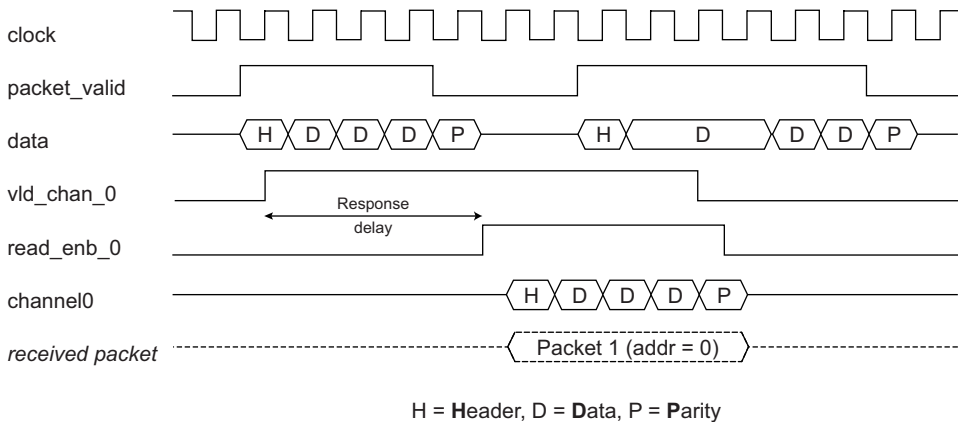 clock
packet_valid
data
H D D D P H D D D P
vld_chan_0
Response
delay
read_enb_0
channel0
H D D D P
received packet
Packet 1 (addr = 0)
H = Header, D = Data, P = Parity